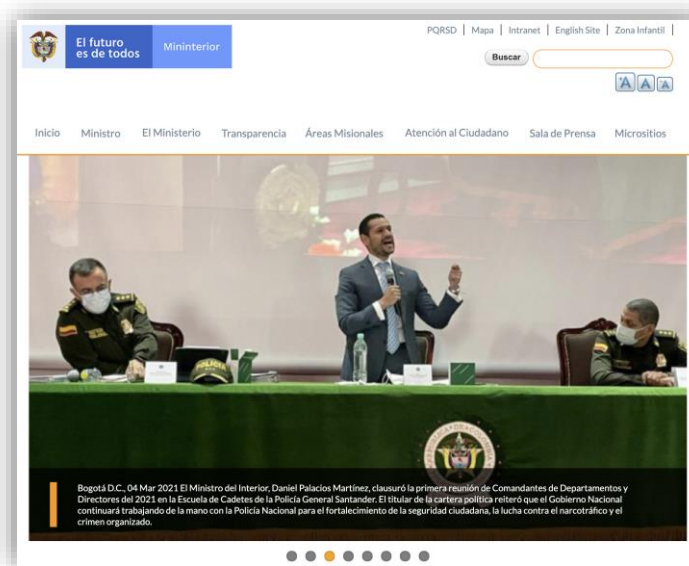 El futuro
es de todos
Mininterior
PQRSD | Mapa | Intranet | English Site | Zona Infantil |
Buscar
A A A
Inicio Ministro El Ministerio Transparencia Áreas Misionales Atención al Ciudadano Sala de Prensa Micrositios
POLICIA
REPUBLICA DE COLOMBIA
Bogotá D.C., 04 Mar 2021 El Ministro del Interior, Daniel Palacios Martínez, clausuró la primera reunión de Comandantes de Departamentos y
Directores del 2021 en la Escuela de Cadetes de la Policía General Santander. El titular de la cartera política reiteró que el Gobierno Nacional
continuará trabajando de la mano con la Policía Nacional para el fortalecimiento de la seguridad ciudadana, la lucha contra el narcotráfico y el
crimen organizado.